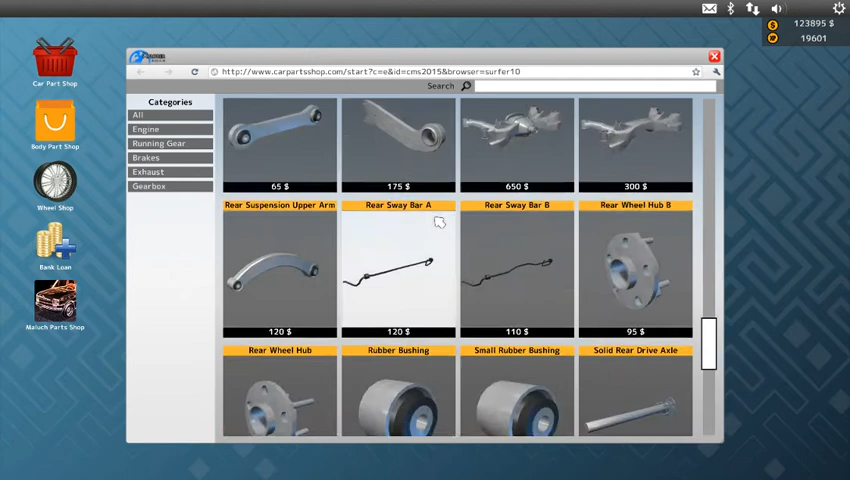 123895 $
19601
Car Part Shop
Body Part Shop
Wheel Shop
Bank Loan
Maluch Parts Shop
http://www.carpartsshop.com/start?c=e&id=cms2015&browser=surfer10
Search
Categories
All
Engine
Running Gear
Brakes
Exhaust
Gearbox
65 $
175 $
650 $
300 $
Rear Suspension Upper Arm
Rear Sway Bar A
Rear Sway Bar B
Rear Wheel Hub B
120 $
120 $
110 $
95 $
Rear Wheel Hub
Rubber Bushing
Small Rubber Bushing
Solid Rear Drive Axle